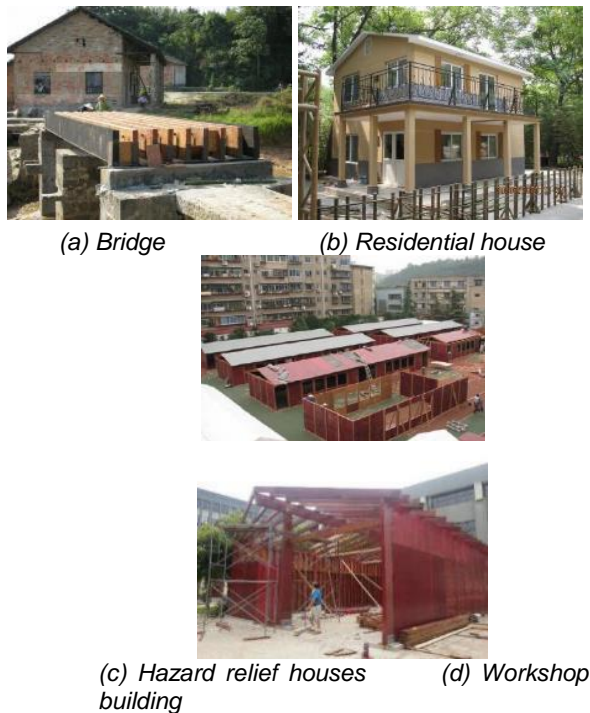 (a) Bridge
(b) Residential house
(c) Hazard relief houses
(d) Workshop
building